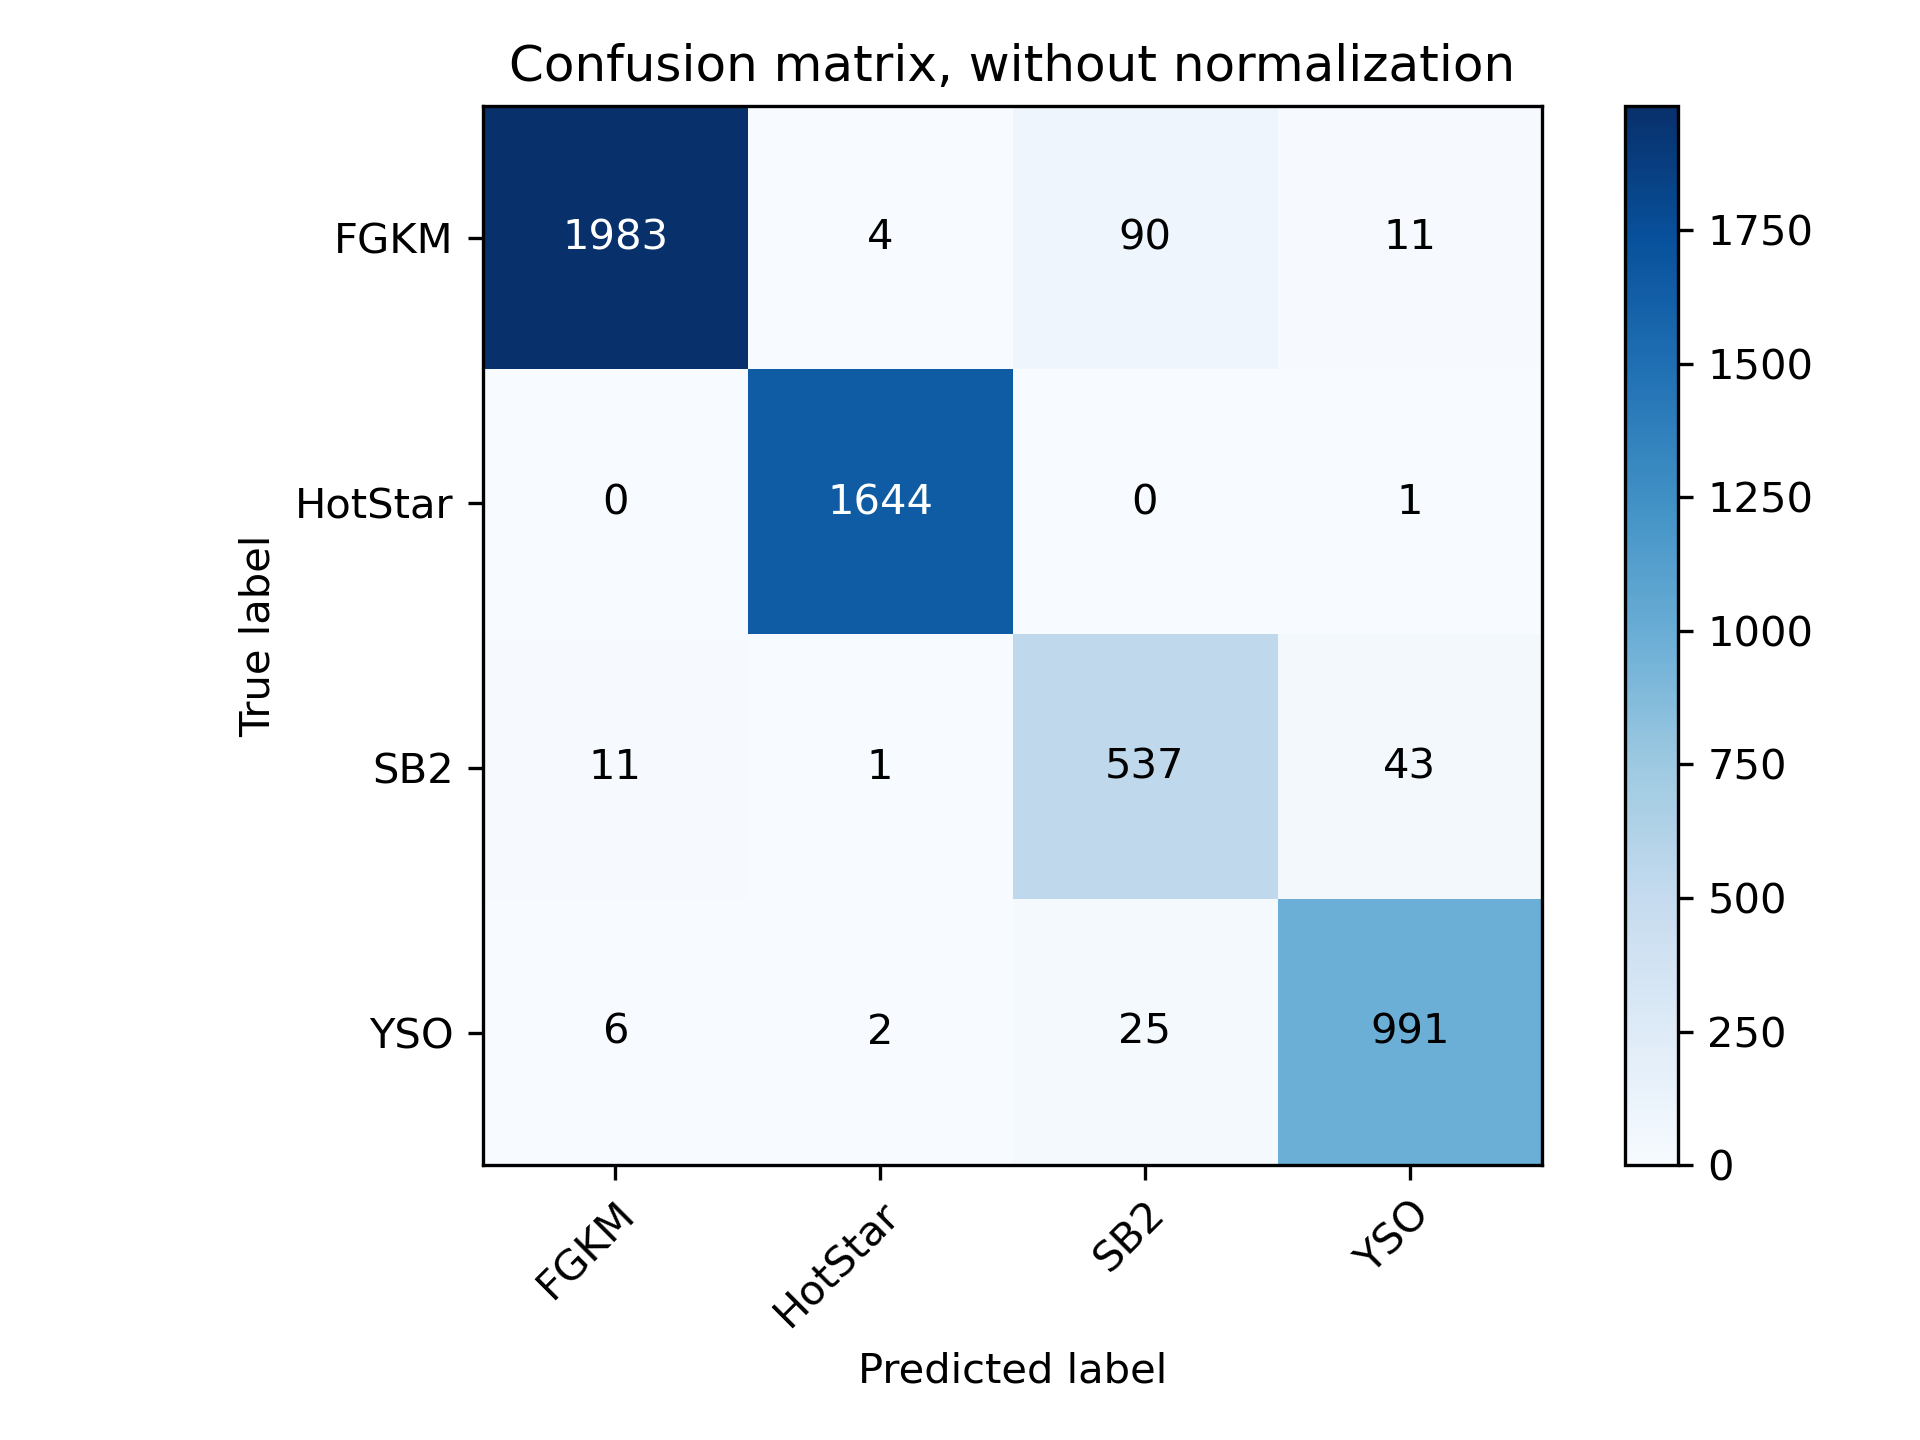 Confusion matrix, without normalization
FGKM 1983 4 90 11
HotStar 0 1644 0 1
SB2 11 1 537 43
YSO 6 2 25 991
FGKM HotStar SB2 YSO
True label
Predicted label
1750
1500
1250
1000
750
500
250
0